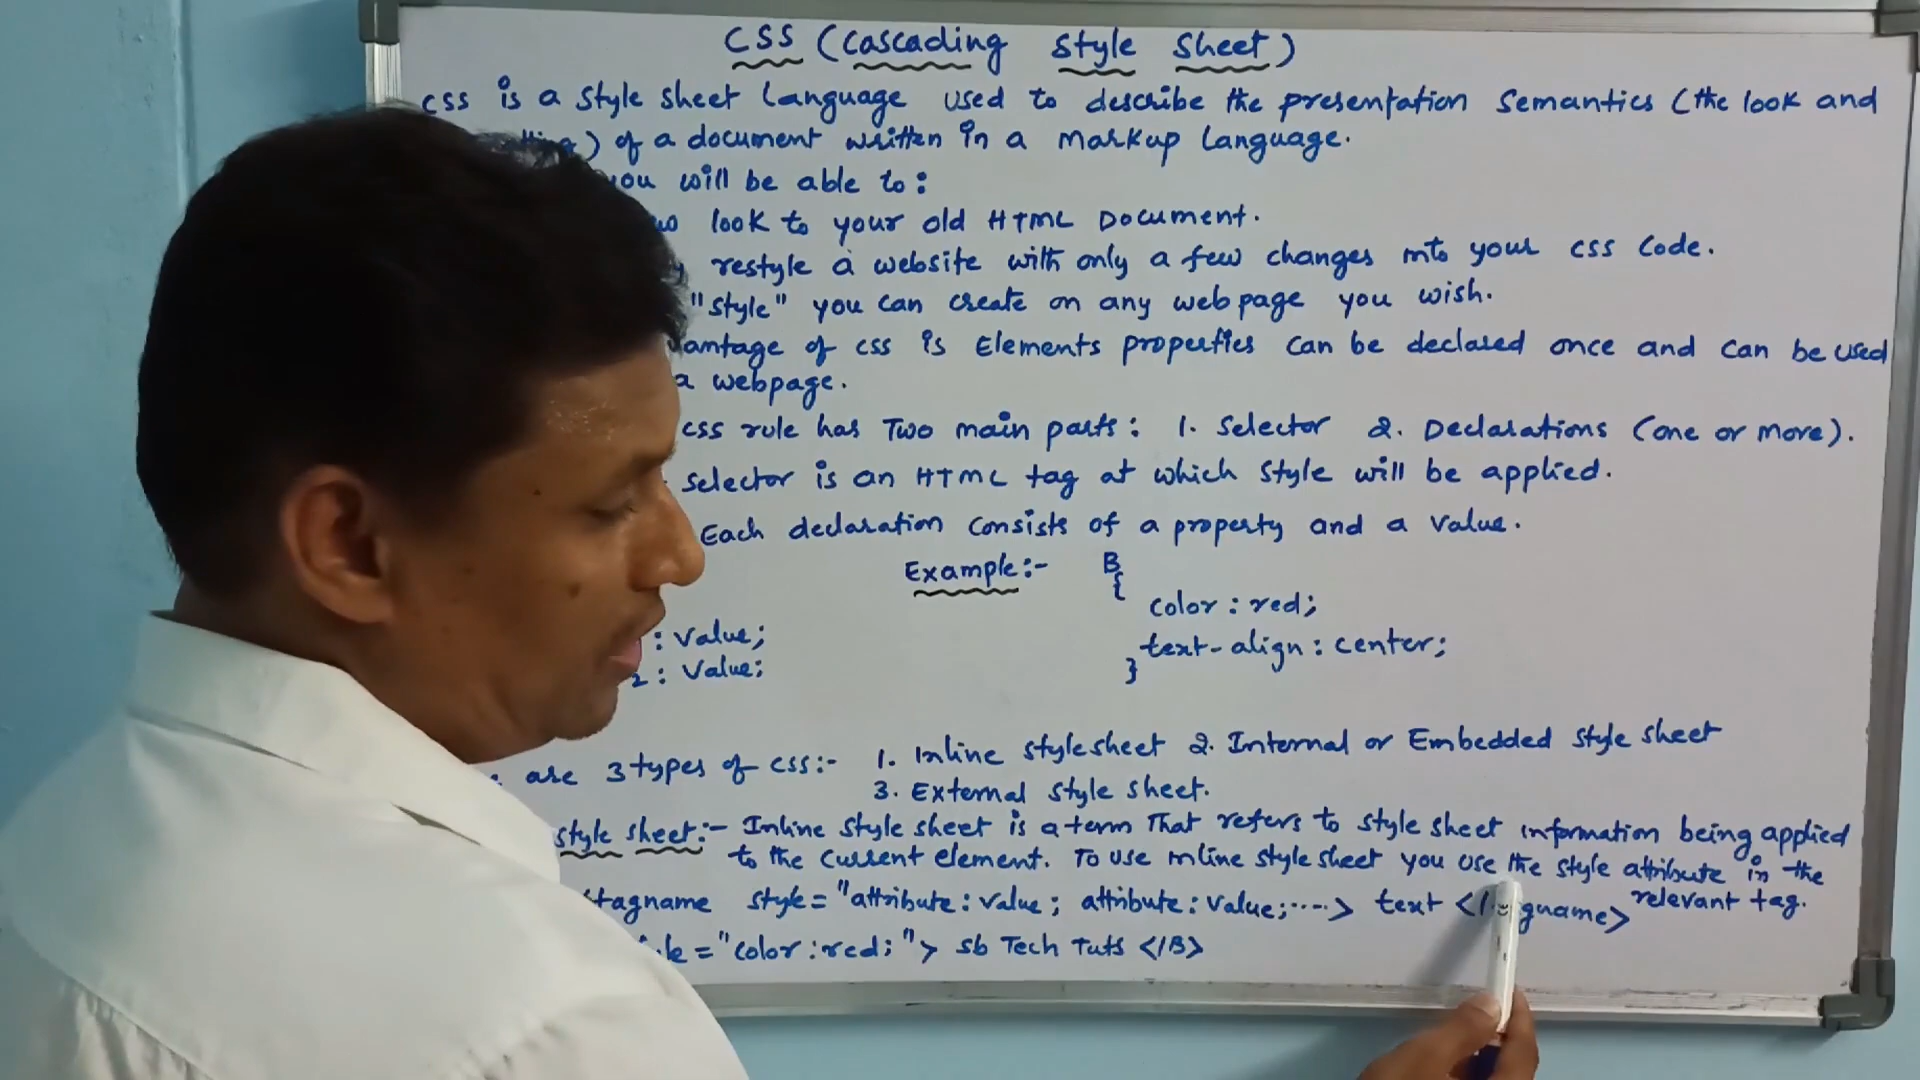 CSS (Cascading Style Sheet)
CSS is a style sheet language used to describe the presentation semantics (the look and
) of a document written in a Markup Language.
you will be able to:
look to your old HTML Document.
restyle a website with only a few changes into your CSS Code.
"style" you can create on any web page you wish.
antage of CSS is Elements properties can be declared once and can be used
a webpage.
CSS rule has Two main parts: 1. Selector 2. Declarations (one or more).
selector is an HTML tag at which style will be applied.
Each declaration consists of a property and a value.
Example:- B
{
color : red;
: value;
text-align : center;
2 : value;
}
are 3 types of CSS:- 1. Inline stylesheet 2. Internal or Embedded style sheet
3. External style sheet.
style sheet:- Inline style sheet is a term That refers to style sheet information being applied
to the current element. To use inline stylesheet you use the style attribute in the
relevant tag.
tagname style = "attribute : value ; attribute : value; ....> text </ gname>
= "color : red; "> sb Tech Tuts </B>